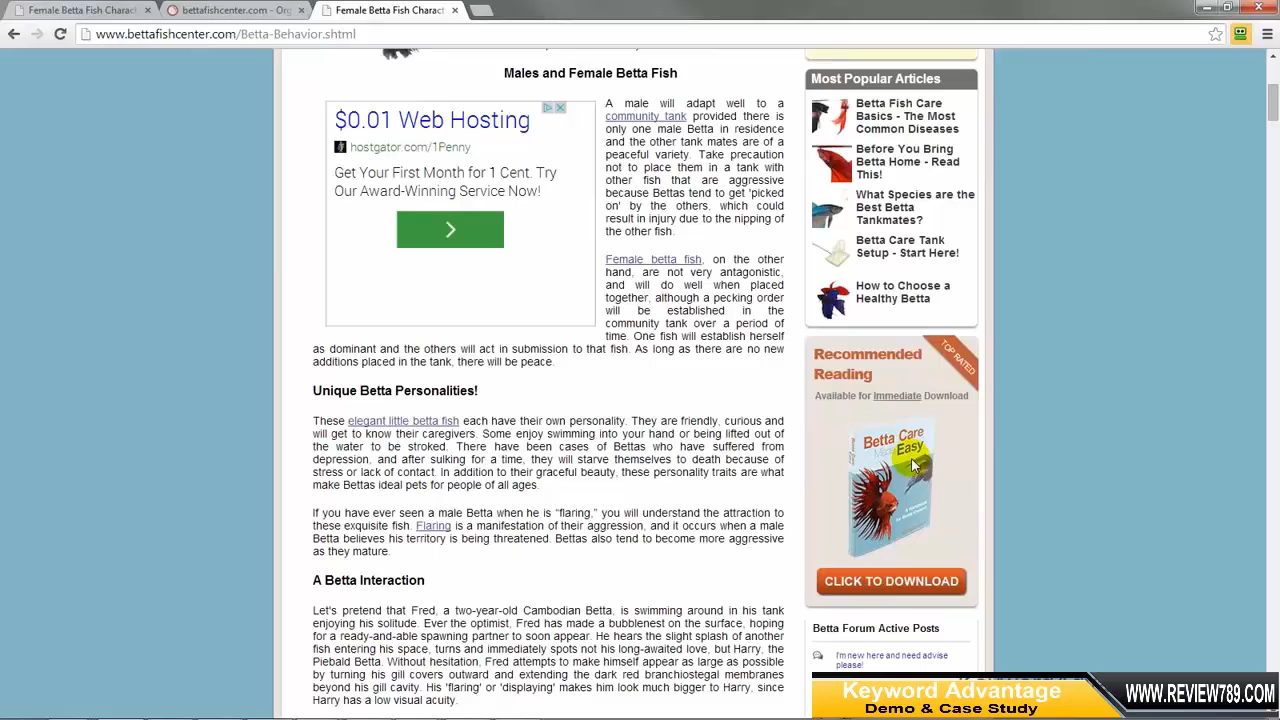 Female Betta Fish Charact
bettafishcenter.com - Org
Female Betta Fish Charact
www.bettafishcenter.com/Betta-Behavior.shtml
Males and Female Betta Fish
$0.01 Web Hosting
hostgator.com/1Penny
Get Your First Month for 1 Cent. Try
Our Award-Winning Service Now!
A male will adapt well to a
community tank provided there is
only one male Betta in residence
and the other tank mates are of a
peaceful variety. Take precaution
not to place them in a tank with
other fish that are aggressive
because Bettas tend to get 'picked
on' by the others, which could
result in injury due to the nipping of
the other fish.
Female betta fish, on the other
hand, are not very antagonistic,
and will do well when placed
together, although a pecking order
will be established in the
community tank over a period of
time. One fish will establish herself
as dominant and the others will act in submission to that fish. As long as there are no new
additions placed in the tank, there will be peace.
Unique Betta Personalities!
These elegant little betta fish each have their own personality. They are friendly, curious and
will get to know their caregivers. Some enjoy swimming into your hand or being lifted out of
the water to be stroked. There have been cases of Bettas who have suffered from
depression, and after sulking for a time, they will starve themselves to death because of
stress or lack of contact. In addition to their graceful beauty, these personality traits are what
make Bettas ideal pets for people of all ages.
If you have ever seen a male Betta when he is “flaring,” you will understand the attraction to
these exquisite fish. Flaring is a manifestation of their aggression, and it occurs when a male
Betta believes his territory is being threatened. Bettas also tend to become more aggressive
as they mature.
A Betta Interaction
Let's pretend that Fred, a two-year-old Cambodian Betta, is swimming around in his tank
enjoying his solitude. Ever the optimist, Fred has made a bubblenest on the surface, hoping
for a ready-and-able spawning partner to soon appear. He hears the slight splash of another
fish entering his space, turns and immediately spots not his long-awaited love, but Harry, the
Piebald Betta. Without hesitation, Fred attempts to make himself appear as large as possible
by turning his gill covers outward and extending the dark red branchiostegal membranes
beyond his gill cavity. His 'flaring' or 'displaying' makes him look much bigger to Harry, since
Harry has a low visual acuity.
Most Popular Articles
Betta Fish Care
Basics - The Most
Common Diseases
Before You Bring
Betta Home - Read
This!
What Species are the
Best Betta
Tankmates?
Betta Care Tank
Setup - Start Here!
How to Choose a
Healthy Betta
TOP RATED
Recommended
Reading
Available for Immediate Download
Betta Care
Made Easy
CLICK TO DOWNLOAD
Betta Forum Active Posts
I'm new here and need advise
please!
Keyword Advantage
Demo & Case Study
WWW.REVIEW789.COM